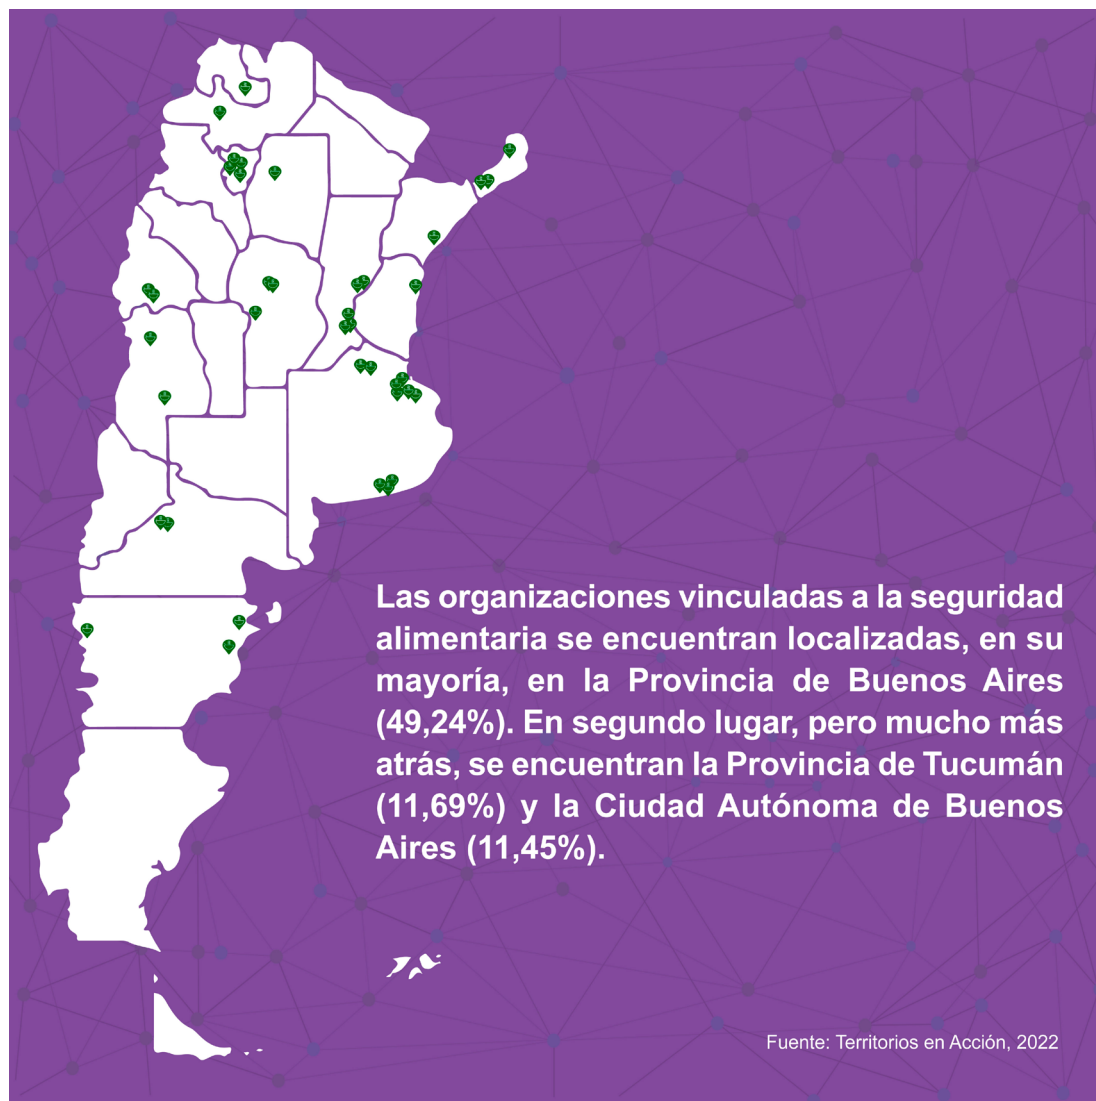 Las organizaciones vinculadas a la seguridad
alimentaria se encuentran localizadas, en su
mayoría, en la Provincia de Buenos Aires
(49,24%). En segundo lugar, pero mucho más
atrás, se encuentran la Provincia de Tucumán
(11,69%) y la Ciudad Autónoma de Buenos
Aires (11,45%).
Fuente: Territorios en Acción, 2022